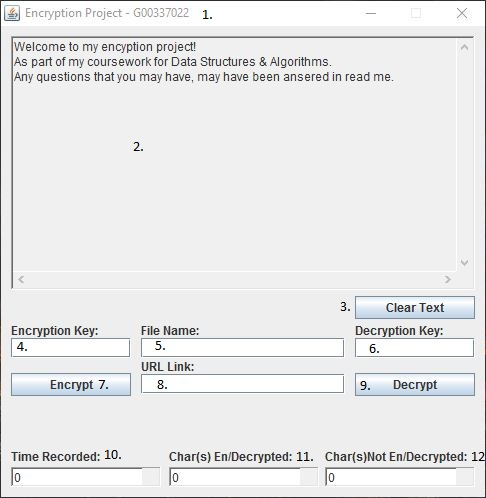 Encryption Project - G00337022 1.
Welcome to my encyption project!
As part of my coursework for Data Structures & Algorithms.
Any questions that you may have, may have been ansered in read me.
2.
3. Clear Text
Encryption Key: File Name: Decryption Key:
4. 5. 6.
URL Link:
Encrypt 7. 8. 9. Decrypt
Time Recorded: 10. Char(s) En/Decrypted: 11. Char(s)Not En/Decrypted: 12
0 0 0